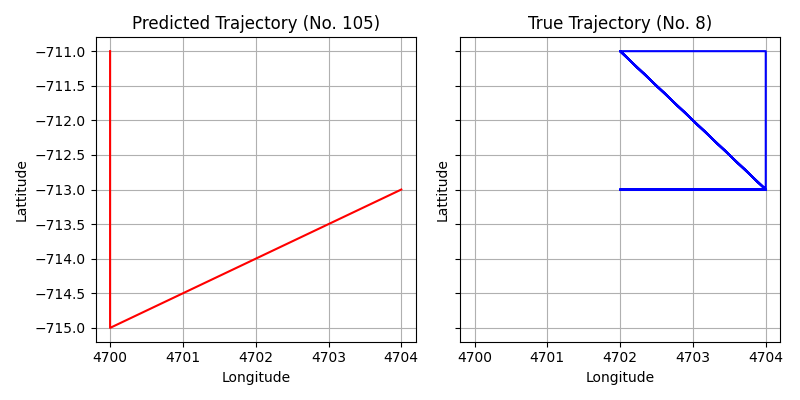 Predicted Trajectory (No. 105)
True Trajectory (No. 8)
Lattitude
−711.0
−711.5
−712.0
−712.5
−713.0
−713.5
−714.0
−714.5
−715.0
4700 4701 4702 4703 4704
Longitude
Lattitude
4700 4701 4702 4703 4704
Longitude